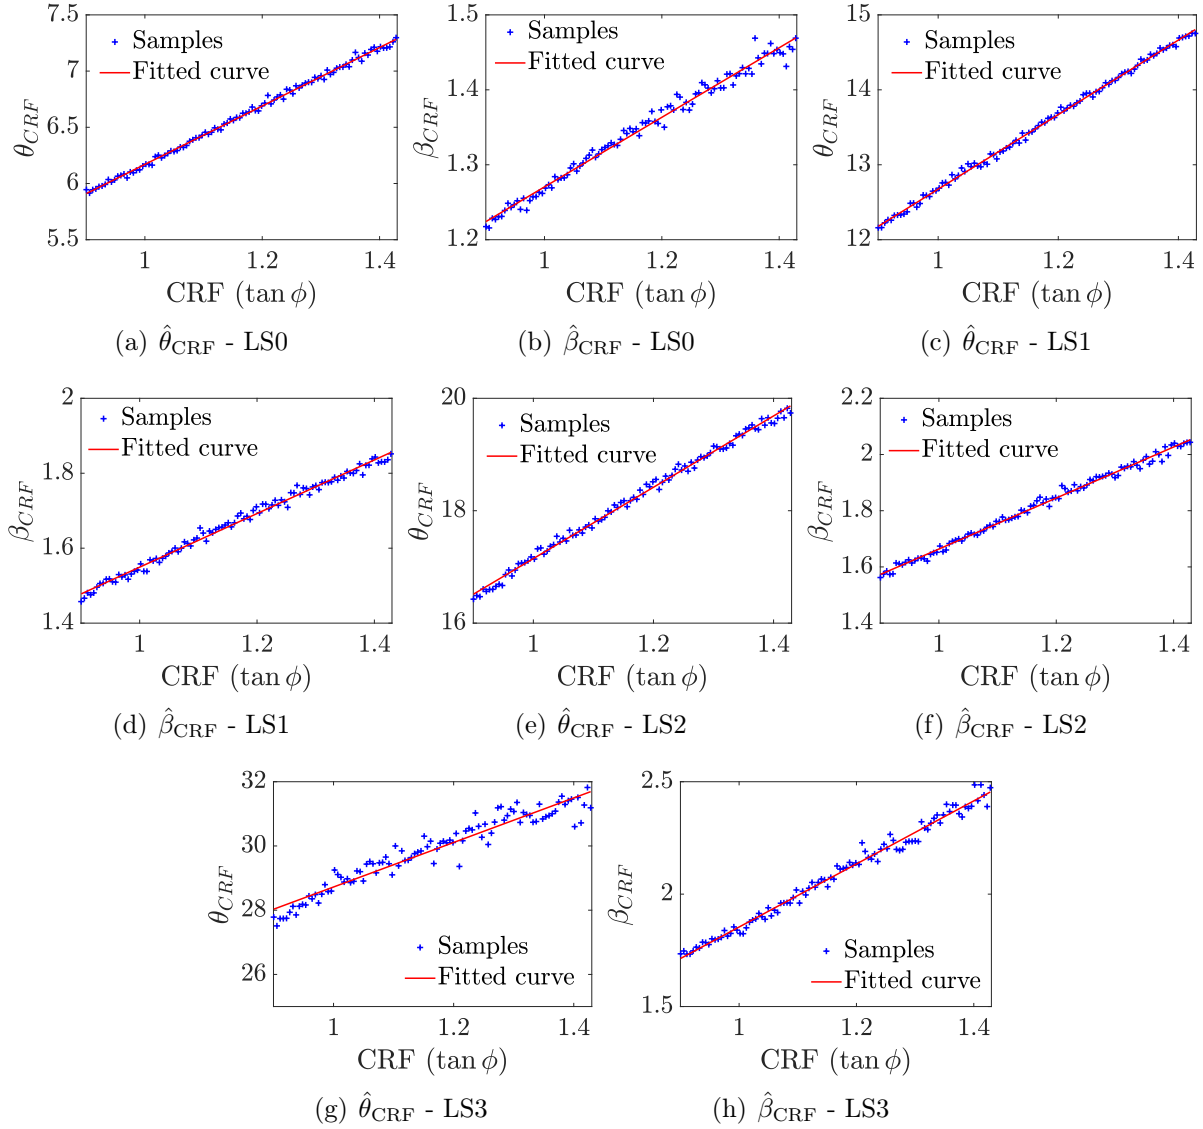 7.5
7
6.5
6
5.5
θCRF
Samples
Fitted curve
1
1.2
1.4
CRF (tan ϕ)
(a) θ̂CRF - LS0
1.5
1.4
1.3
1.2
βCRF
Samples
Fitted curve
1
1.2
1.4
CRF (tan ϕ)
(b) β̂CRF - LS0
15
14
13
12
θCRF
Samples
Fitted curve
1
1.2
1.4
CRF (tan ϕ)
(c) θ̂CRF - LS1
2
1.8
1.6
1.4
βCRF
Samples
Fitted curve
1
1.2
1.4
CRF (tan ϕ)
(d) β̂CRF - LS1
20
18
16
θCRF
Samples
Fitted curve
1
1.2
1.4
CRF (tan ϕ)
(e) θ̂CRF - LS2
2.2
2
1.8
1.6
1.4
βCRF
Samples
Fitted curve
1
1.2
1.4
CRF (tan ϕ)
(f) β̂CRF - LS2
32
30
28
26
θCRF
Samples
Fitted curve
1
1.2
1.4
CRF (tan ϕ)
(g) θ̂CRF - LS3
2.5
2
1.5
βCRF
Samples
Fitted curve
1
1.2
1.4
CRF (tan ϕ)
(h) β̂CRF - LS3